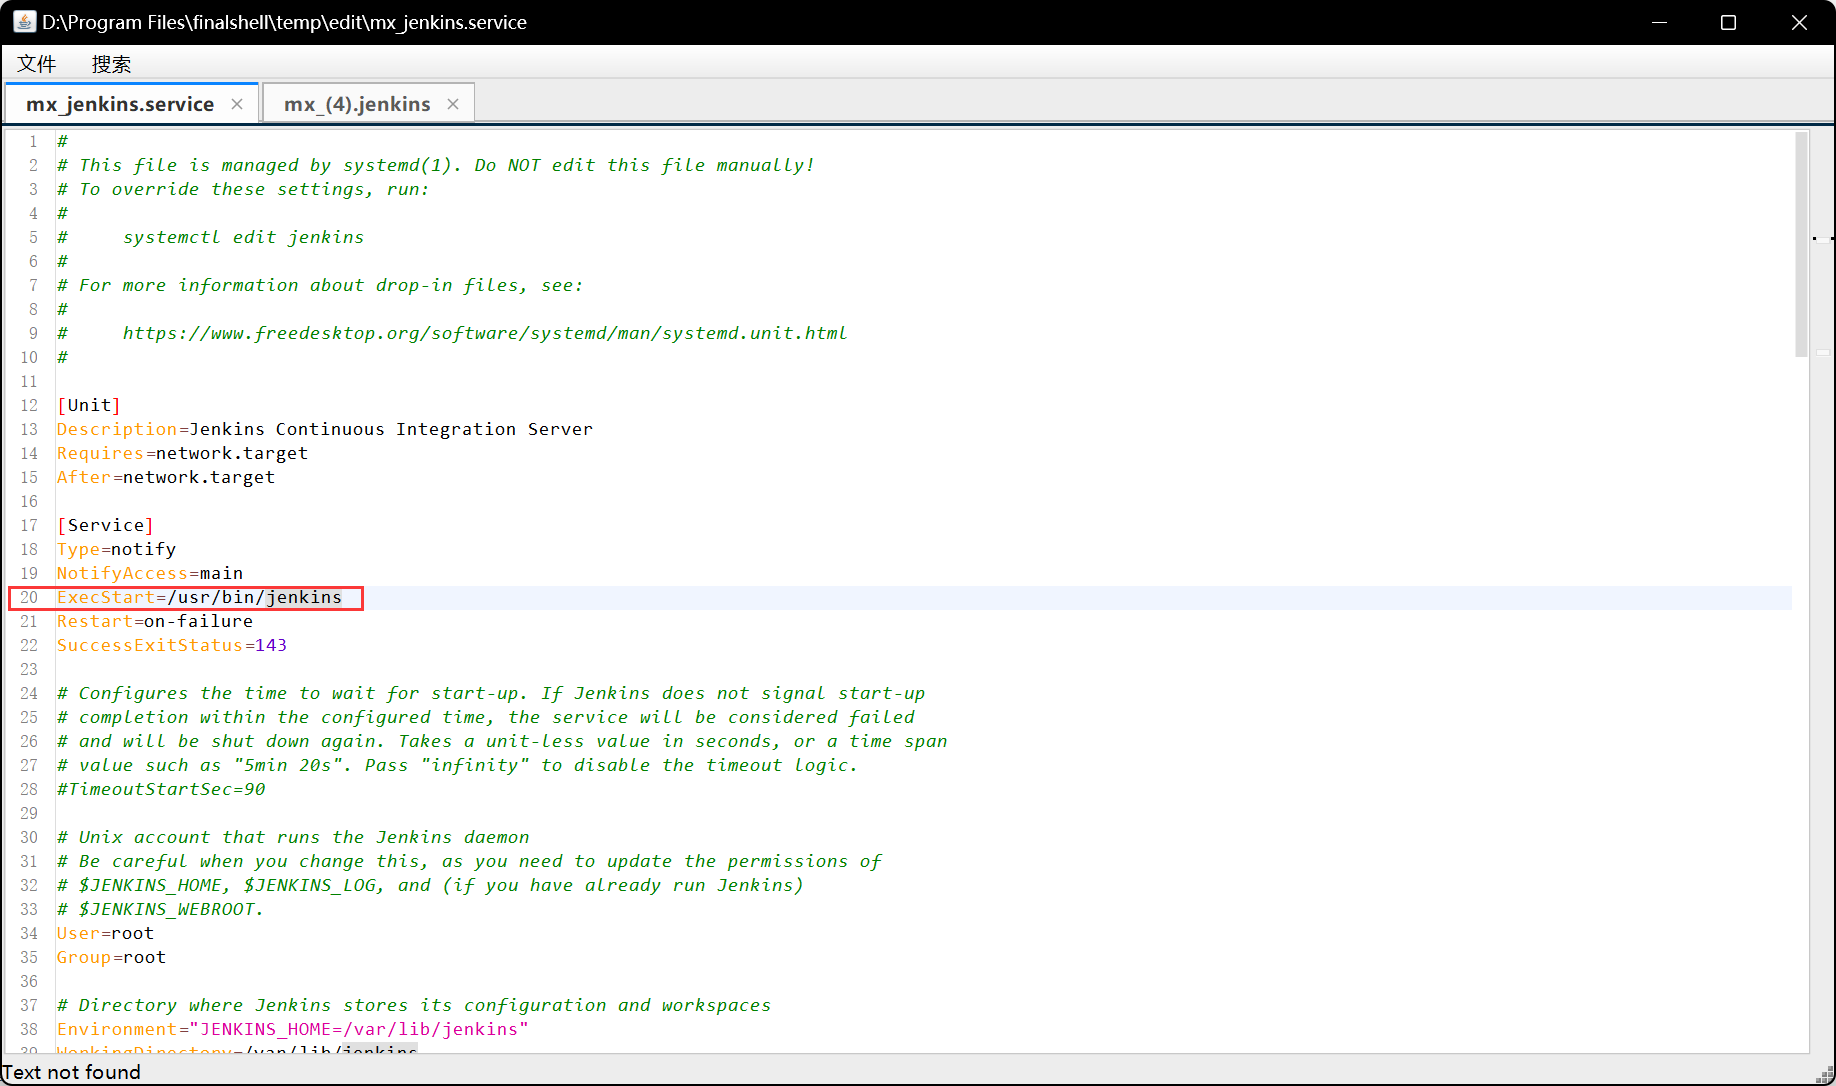 D:\Program Files\finalshell\temp\edit\mx_jenkins.service
文件 搜索
mx_jenkins.service × mx_(4).jenkins ×
1 #
2 # This file is managed by systemd(1). Do NOT edit this file manually!
3 # To override these settings, run:
4 #
5 #     systemctl edit jenkins
6 #
7 # For more information about drop-in files, see:
8 #
9 #     https://www.freedesktop.org/software/systemd/man/systemd.unit.html
10 #
11
12 [Unit]
13 Description=Jenkins Continuous Integration Server
14 Requires=network.target
15 After=network.target
16
17 [Service]
18 Type=notify
19 NotifyAccess=main
20 ExecStart=/usr/bin/jenkins
21 Restart=on-failure
22 SuccessExitStatus=143
23
24 # Configures the time to wait for start-up. If Jenkins does not signal start-up
25 # completion within the configured time, the service will be considered failed
26 # and will be shut down again. Takes a unit-less value in seconds, or a time span
27 # value such as "5min 20s". Pass "infinity" to disable the timeout logic.
28 #TimeoutStartSec=90
29
30 # Unix account that runs the Jenkins daemon
31 # Be careful when you change this, as you need to update the permissions of
32 # $JENKINS_HOME, $JENKINS_LOG, and (if you have already run Jenkins)
33 # $JENKINS_WEBROOT.
34 User=root
35 Group=root
36
37 # Directory where Jenkins stores its configuration and workspaces
38 Environment="JENKINS_HOME=/var/lib/jenkins"
39 WorkingDirectory=/var/lib/jenkins
Text not found